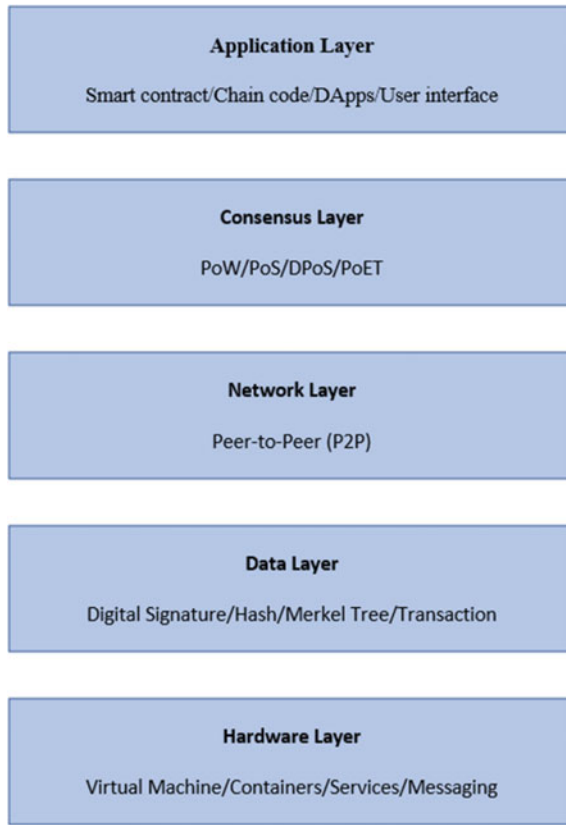 Application Layer
Smart contract/Chain code/DApps/User interface
Consensus Layer
PoW/PoS/DPoS/PoET
Network Layer
Peer-to-Peer (P2P)
Data Layer
Digital Signature/Hash/Merkel Tree/Transaction
Hardware Layer
Virtual Machine/Containers/Services/Messaging